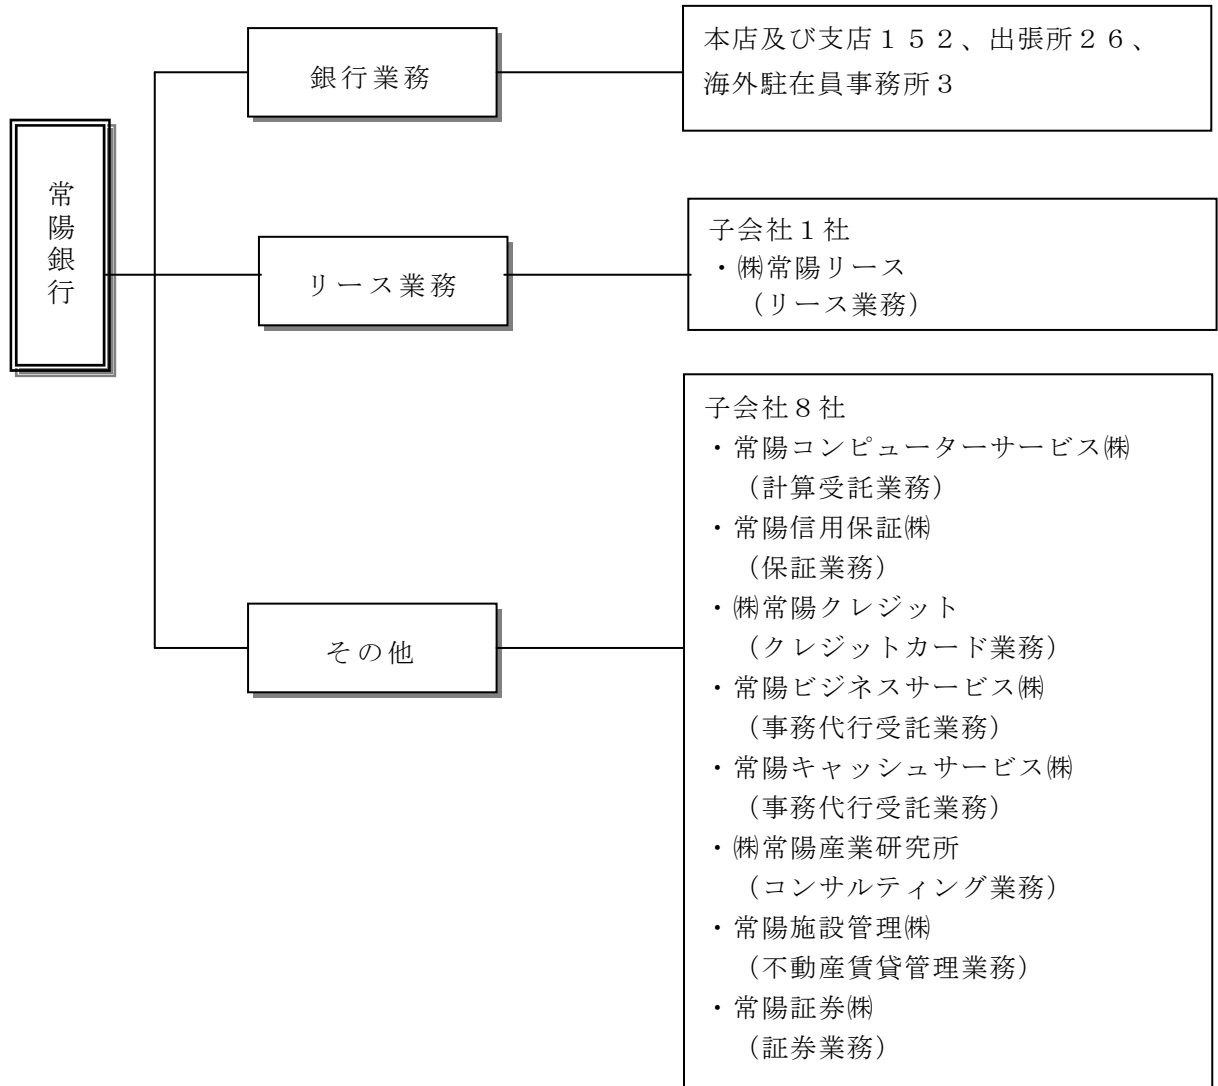 常陽銀行
銀行業務
本店及び支店１５２、出張所２６、
海外駐在員事務所３
リース業務
子会社１社
・㈱常陽リース
（リース業務）
その他
子会社８社
・常陽コンピューターサービス㈱
（計算受託業務）
・常陽信用保証㈱
（保証業務）
・㈱常陽クレジット
（クレジットカード業務）
・常陽ビジネスサービス㈱
（事務代行受託業務）
・常陽キャッシュサービス㈱
（事務代行受託業務）
・㈱常陽産業研究所
（コンサルティング業務）
・常陽施設管理㈱
（不動産賃貸管理業務）
・常陽証券㈱
（証券業務）